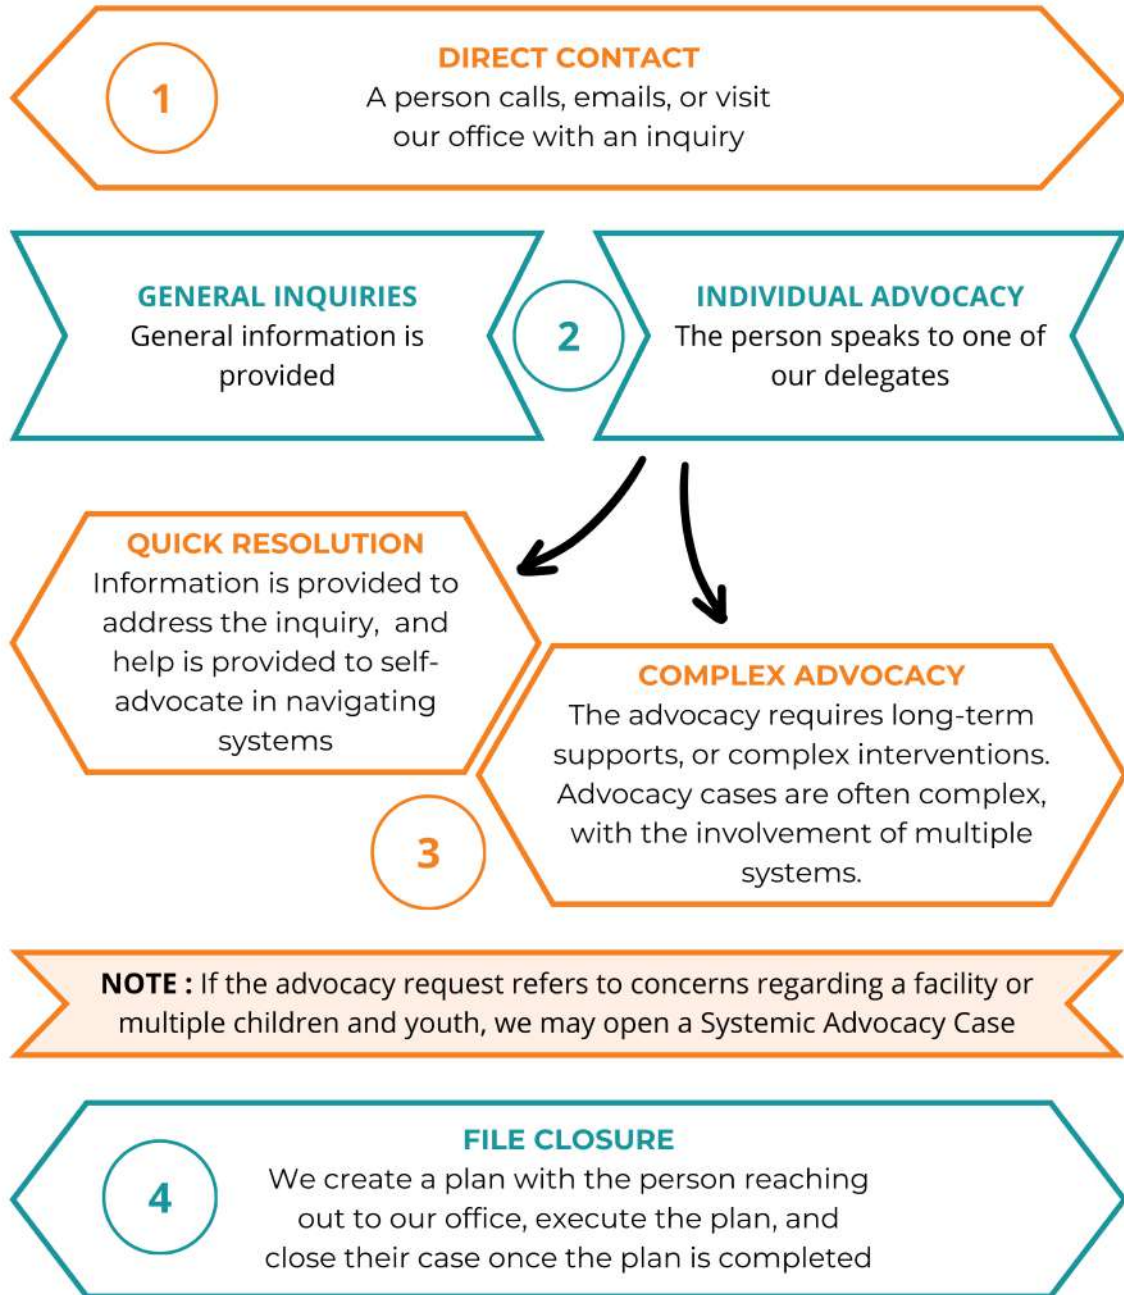 1
DIRECT CONTACT
A person calls, emails, or visit
our office with an inquiry
GENERAL INQUIRIES
General information is
provided
2
INDIVIDUAL ADVOCACY
The person speaks to one of
our delegates
QUICK RESOLUTION
Information is provided to
address the inquiry,  and
help is provided to self-
advocate in navigating
systems
COMPLEX ADVOCACY
The advocacy requires long-term
supports, or complex interventions.
Advocacy cases are often complex,
with the involvement of multiple
systems.
3
NOTE : If the advocacy request refers to concerns regarding a facility or
multiple children and youth, we may open a Systemic Advocacy Case
4
FILE CLOSURE
We create a plan with the person reaching
out to our office, execute the plan, and
close their case once the plan is completed